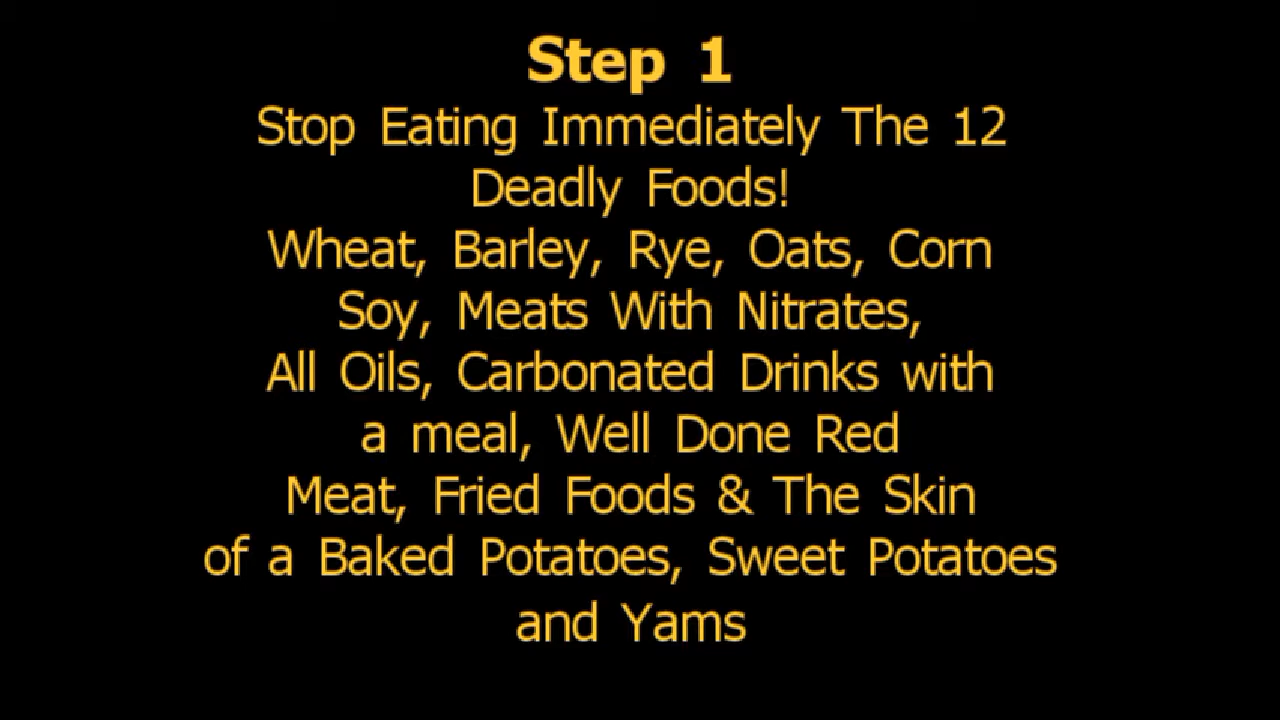 Step 1
Stop Eating Immediately The 12
Deadly Foods!
Wheat, Barley, Rye, Oats, Corn
Soy, Meats With Nitrates,
All Oils, Carbonated Drinks with
a meal, Well Done Red
Meat, Fried Foods & The Skin
of a Baked Potatoes, Sweet Potatoes
and Yams